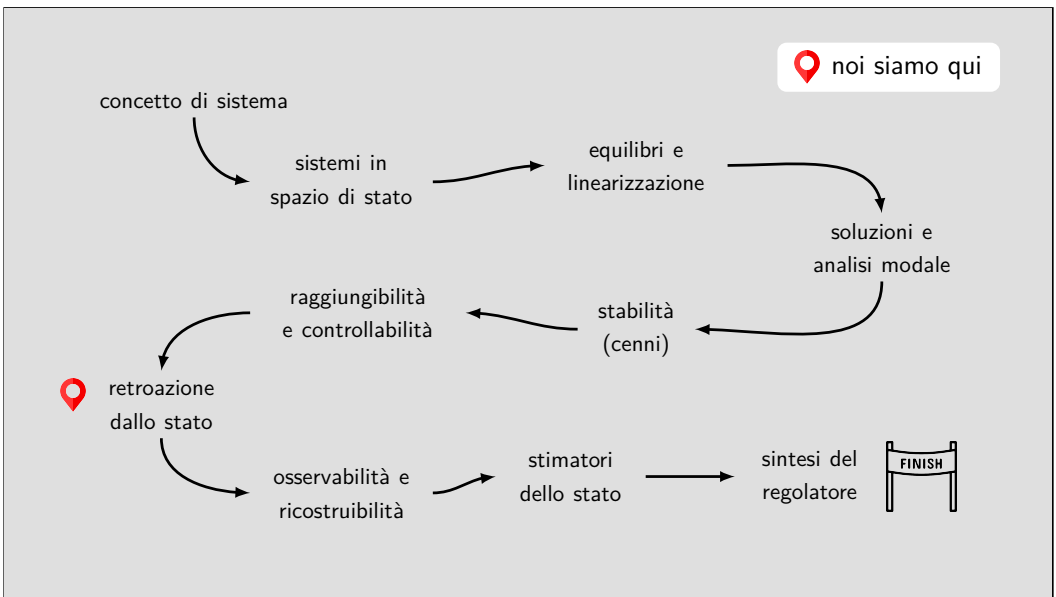 noi siamo qui
concetto di sistema
sistemi in
spazio di stato
equilibri e
linearizzazione
soluzioni e
analisi modale
stabilità
(cenni)
raggiungibilità
e controllabilità
retroazione
dallo stato
osservabilità e
ricostruibilità
stimatori
dello stato
sintesi del
regolatore
FINISH